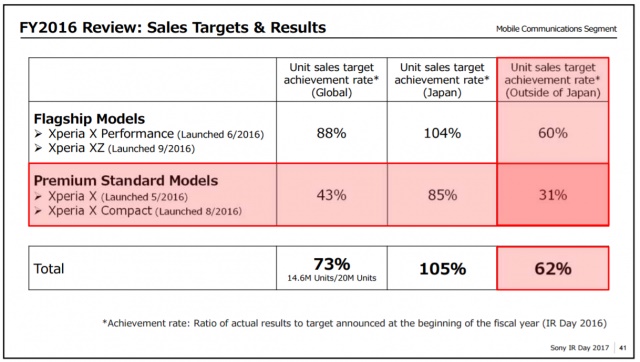 FY2016 Review: Sales Targets & Results
Mobile Communications Segment
Unit sales target achievement rate* (Global)
Unit sales target achievement rate* (Japan)
Unit sales target achievement rate* (Outside of Japan)
Flagship Models
➢ Xperia X Performance (Launched 6/2016)
➢ Xperia XZ (Launched 9/2016)
88%
104%
60%
Premium Standard Models
➢ Xperia X (Launched 5/2016)
➢ Xperia X Compact (Launched 8/2016)
43%
85%
31%
Total
73%
14.6M Units/20M Units
105%
62%
*Achievement rate: Ratio of actual results to target announced at the beginning of the fiscal year (IR Day 2016)
Sony IR Day 2017 | 41